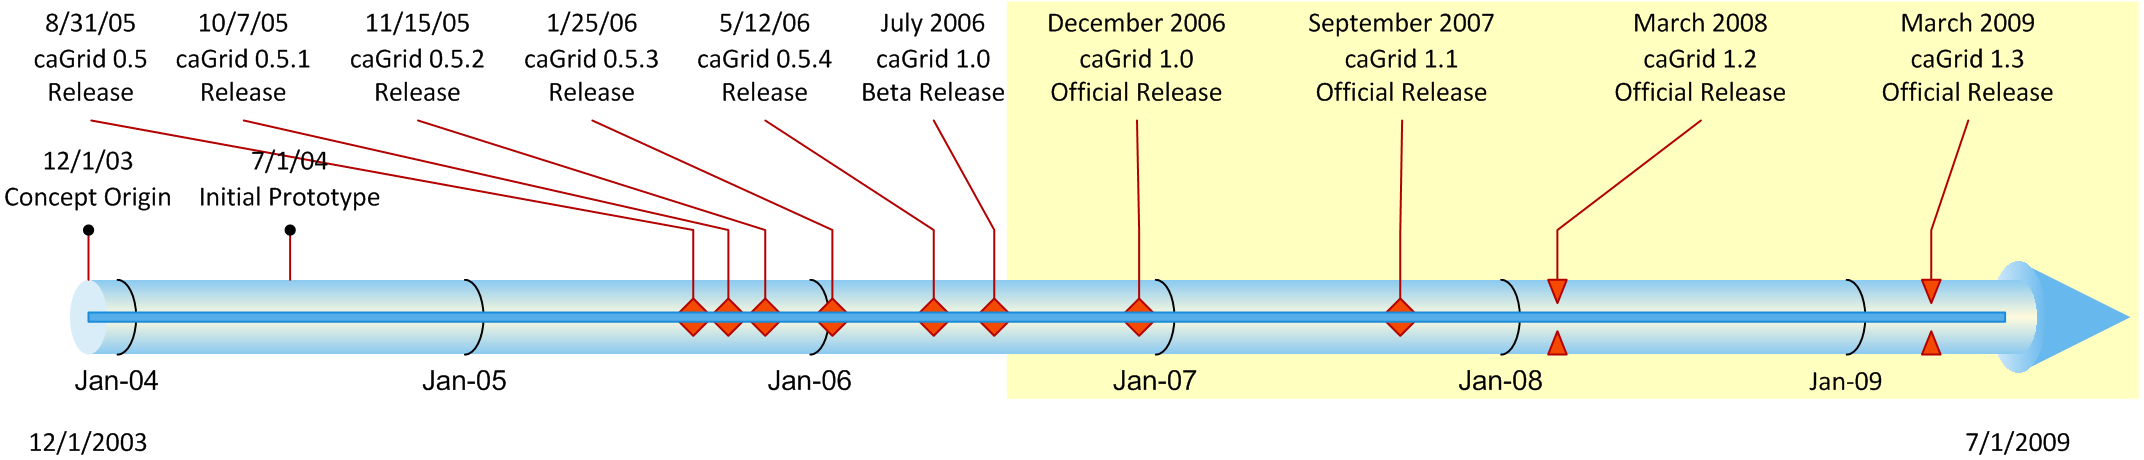 8/31/05
caGrid 0.5
Release
10/7/05
caGrid 0.5.1
Release
11/15/05
caGrid 0.5.2
Release
1/25/06
caGrid 0.5.3
Release
5/12/06
caGrid 0.5.4
Release
July 2006
caGrid 1.0
Beta Release
December 2006
caGrid 1.0
Official Release
September 2007
caGrid 1.1
Official Release
March 2008
caGrid 1.2
Official Release
March 2009
caGrid 1.3
Official Release
12/1/03
Concept Origin
7/1/04
Initial Prototype
Jan-04
Jan-05
Jan-06
Jan-07
Jan-08
Jan-09
12/1/2003
7/1/2009